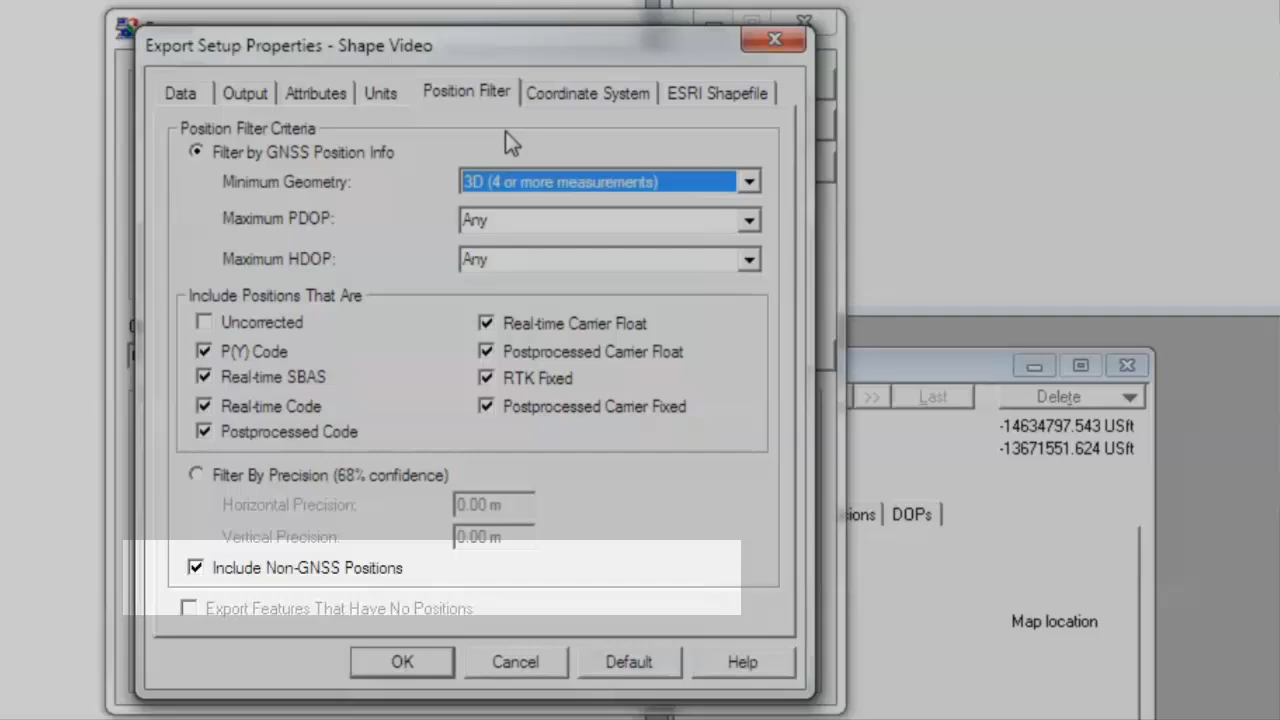 Export Setup Properties - Shape Video
Data Output Attributes Units Position Filter Coordinate System ESRI Shapefile
Position Filter Criteria
Filter by GNSS Position Info
Minimum Geometry: 3D (4 or more measurements)
Maximum PDOP: Any
Maximum HDOP: Any
Include Positions That Are
Uncorrected Real-time Carrier Float
P(Y) Code Postprocessed Carrier Float
Real-time SBAS RTK Fixed
Real-time Code Postprocessed Carrier Fixed
Postprocessed Code
Filter By Precision (68% confidence)
Horizontal Precision: 0.00 m
Vertical Precision: 0.00 m
Include Non-GNSS Positions
Export Features That Have No Positions
OK Cancel Default Help
>> Last Delete
-14634797.543 USft
-13671551.624 USft
DOPs
Map location